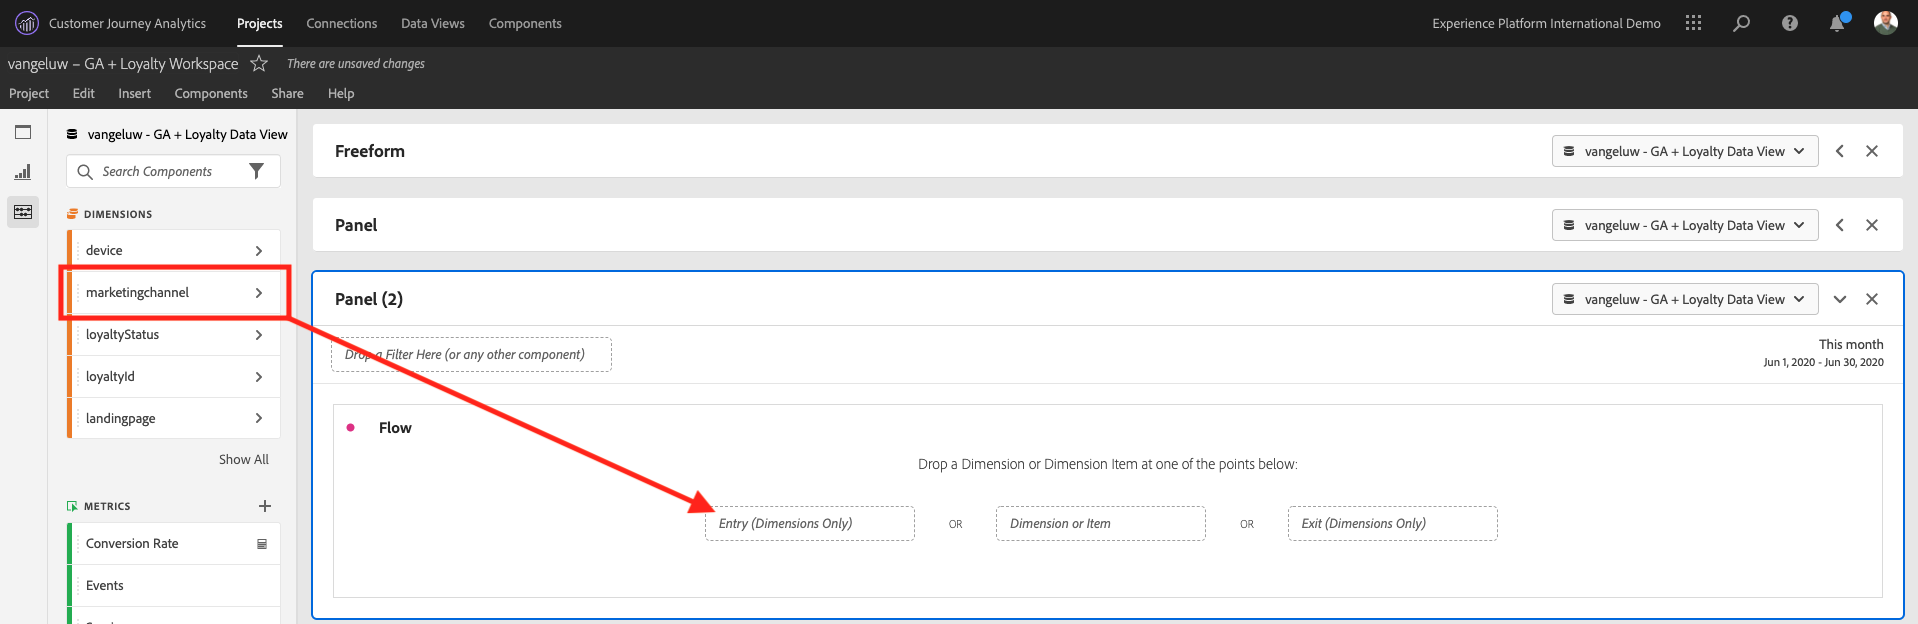 Customer Journey Analytics Projects Connections Data Views Components Experience Platform International Demo
vangeluw – GA + Loyalty Workspace There are unsaved changes
Project Edit Insert Components Share Help
vangeluw - GA + Loyalty Data View
Search Components
DIMENSIONS
device
marketingchannel
loyaltyStatus
loyaltyId
landingpage
Show All
METRICS
Conversion Rate
Events
Freeform
vangeluw - GA + Loyalty Data View
Panel
vangeluw - GA + Loyalty Data View
Panel (2)
vangeluw - GA + Loyalty Data View
Drop a Filter Here (or any other component)
This month
Jun 1, 2020 - Jun 30, 2020
Flow
Drop a Dimension or Dimension Item at one of the points below:
Entry (Dimensions Only) OR Dimension or Item OR Exit (Dimensions Only)